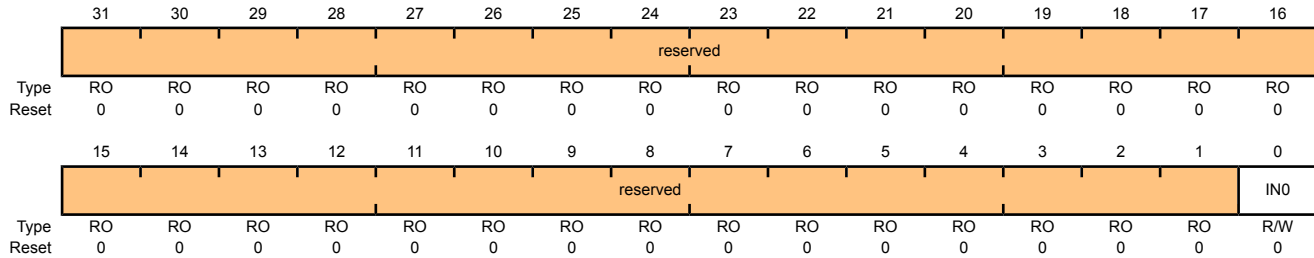 31 30 29 28 27 26 25 24 23 22 21 20 19 18 17 16
reserved
Type RO RO RO RO RO RO RO RO RO RO RO RO RO RO RO RO
Reset 0 0 0 0 0 0 0 0 0 0 0 0 0 0 0 0
15 14 13 12 11 10 9 8 7 6 5 4 3 2 1 0
reserved IN0
Type RO RO RO RO RO RO RO RO RO RO RO RO RO RO RO R/W
Reset 0 0 0 0 0 0 0 0 0 0 0 0 0 0 0 0